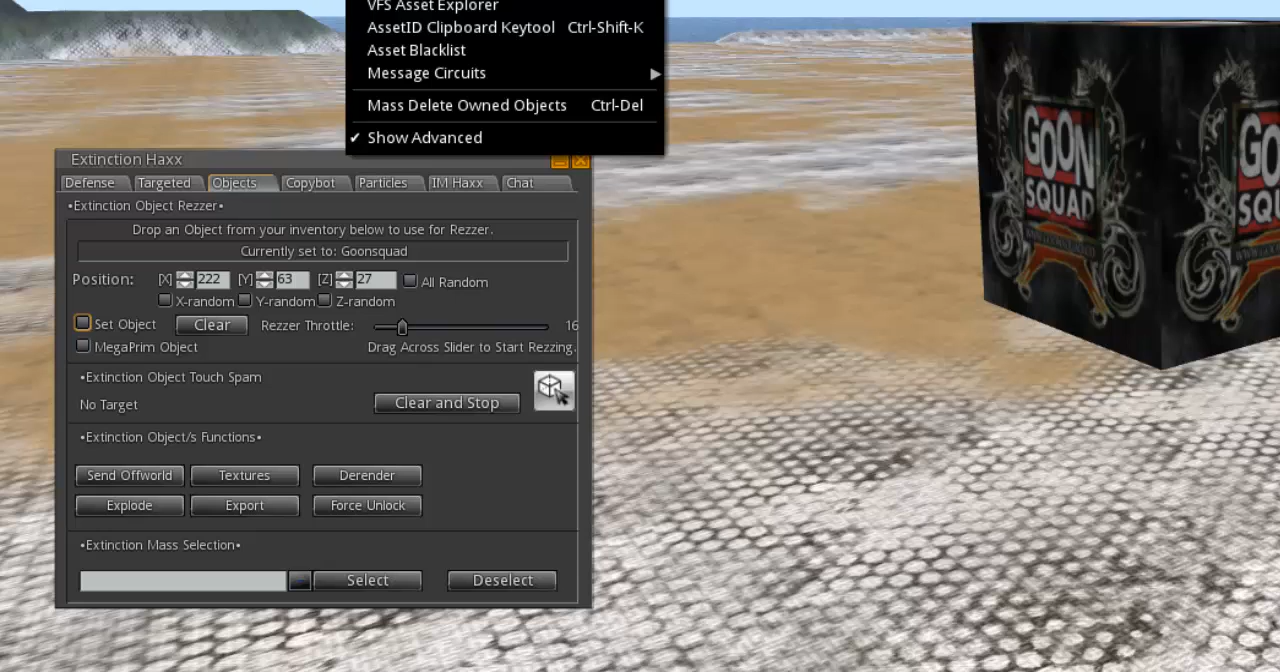 VFS Asset Explorer
AssetID Clipboard Keytool Ctrl-Shift-K
Asset Blacklist
Message Circuits
Mass Delete Owned Objects Ctrl-Del
✔ Show Advanced
Extinction Haxx
Defense Targeted Objects Copybot Particles IM Haxx Chat
•Extinction Object Rezzer•
Drop an Object from your inventory below to use for Rezzer.
Currently set to: Goonsquad
Position: [X] 222 [Y] 63 [Z] 27 All Random
X-random Y-random Z-random
Set Object Clear Rezzer Throttle: 16
MegaPrim Object Drag Across Slider to Start Rezzing.
•Extinction Object Touch Spam
No Target Clear and Stop
•Extinction Object/s Functions•
Send Offworld Textures Derender
Explode Export Force Unlock
•Extinction Mass Selection•
Select Deselect
GOON
SQUAD
GO
SQU